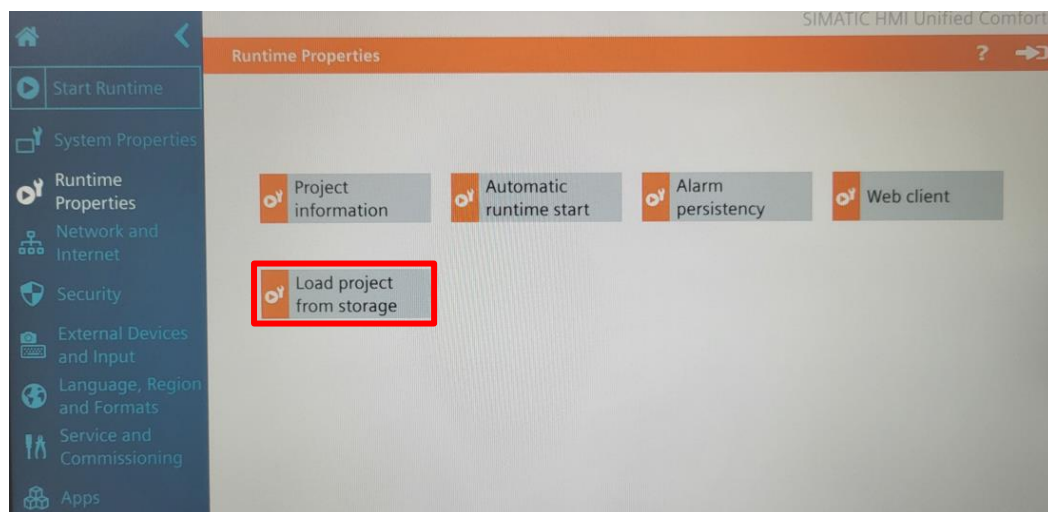 SIMATIC HMI Unified Comfort
Runtime Properties
?
Start Runtime
System Properties
Runtime
Properties
Network and
Internet
Security
External Devices
and Input
Language, Region
and Formats
Service and
Commissioning
Apps
Project
information
Automatic
runtime start
Alarm
persistency
Web client
Load project
from storage